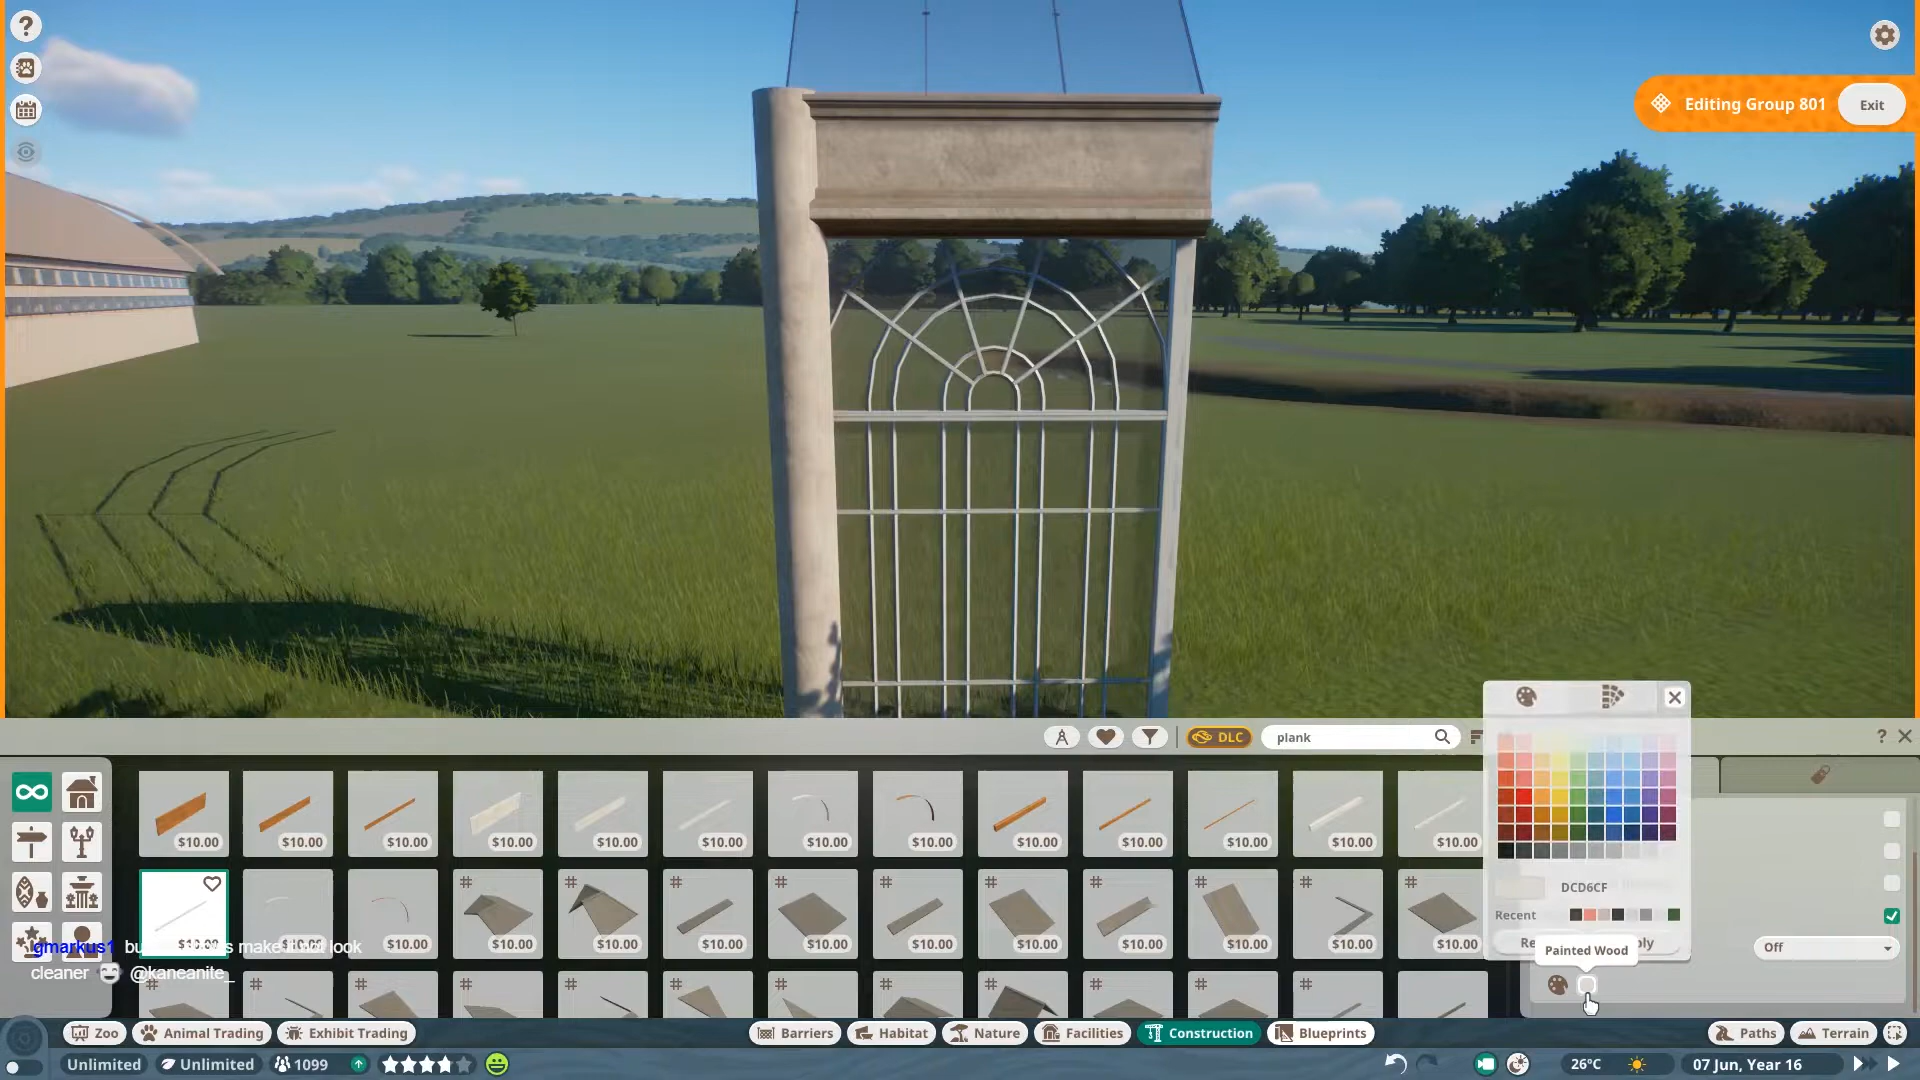 ?
Editing Group 801
Exit
DLC
plank
?
$10.00
$10.00
$10.00
$10.00
$10.00
$10.00
$10.00
$10.00
$10.00
$10.00
$10.00
$10.00
$10.00
DCD6CF
Recent
$10.00
$10.00
$10.00
$10.00
$10.00
$10.00
$10.00
$10.00
$10.00
$10.00
$10.00
$10.00
$10.00
Painted Wood
Off
gmarkus1
make
look
cleaner @kaneanite_
Zoo
Animal Trading
Exhibit Trading
Barriers
Habitat
Nature
Facilities
Construction
Blueprints
Paths
Terrain
Unlimited
Unlimited
1099
26°C
07 Jun, Year 16